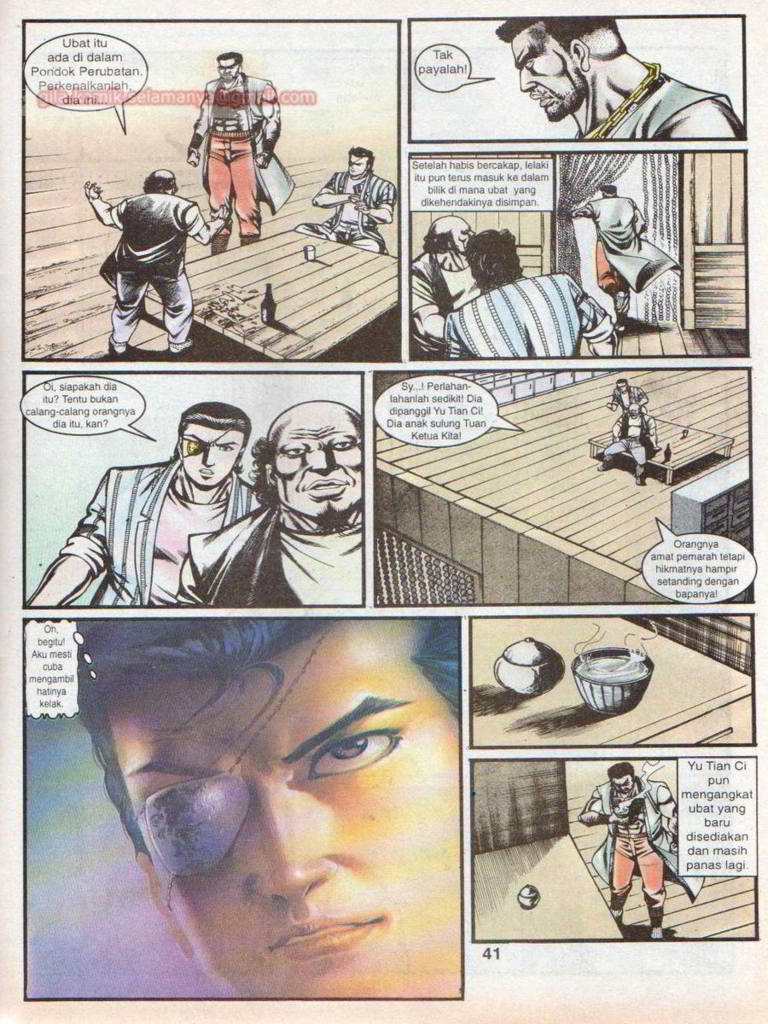 Ubat itu
ada di dalam
Pondok Perubatan.
Perkenalkanlah,
dia ini...
Tak
payalah!
Setelah habis bercakap, lelaki
itu pun terus masuk ke dalam
bilik di mana ubat yang
dikehendakinya disimpan.
Oi, siapakah dia
itu? Tentu bukan
calang-calang orangnya
dia itu, kan?
Sy...! Perlahan-
lahanlah sedikit! Dia
dipanggil Yu Tian Ci!
Dia anak sulung Tuan
Ketua Kita!
Orangnya
amat pemarah tetapi
hikmatnya hampir
setanding dengan
bapanya!
Oh,
begitu!
Aku mesti
cuba
mengambil
hatinya
kelak.
Yu Tian Ci
pun
mengangkat
ubat yang
baru
disediakan
dan masih
panas lagi.
41